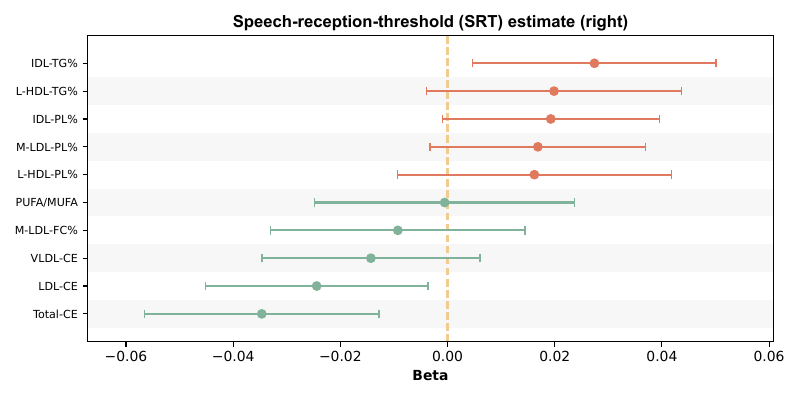 Speech-reception-threshold (SRT) estimate (right)
IDL-TG%
L-HDL-TG%
IDL-PL%
M-LDL-PL%
L-HDL-PL%
PUFA/MUFA
M-LDL-FC%
VLDL-CE
LDL-CE
Total-CE
−0.06 −0.04 −0.02 0.00 0.02 0.04 0.06
Beta